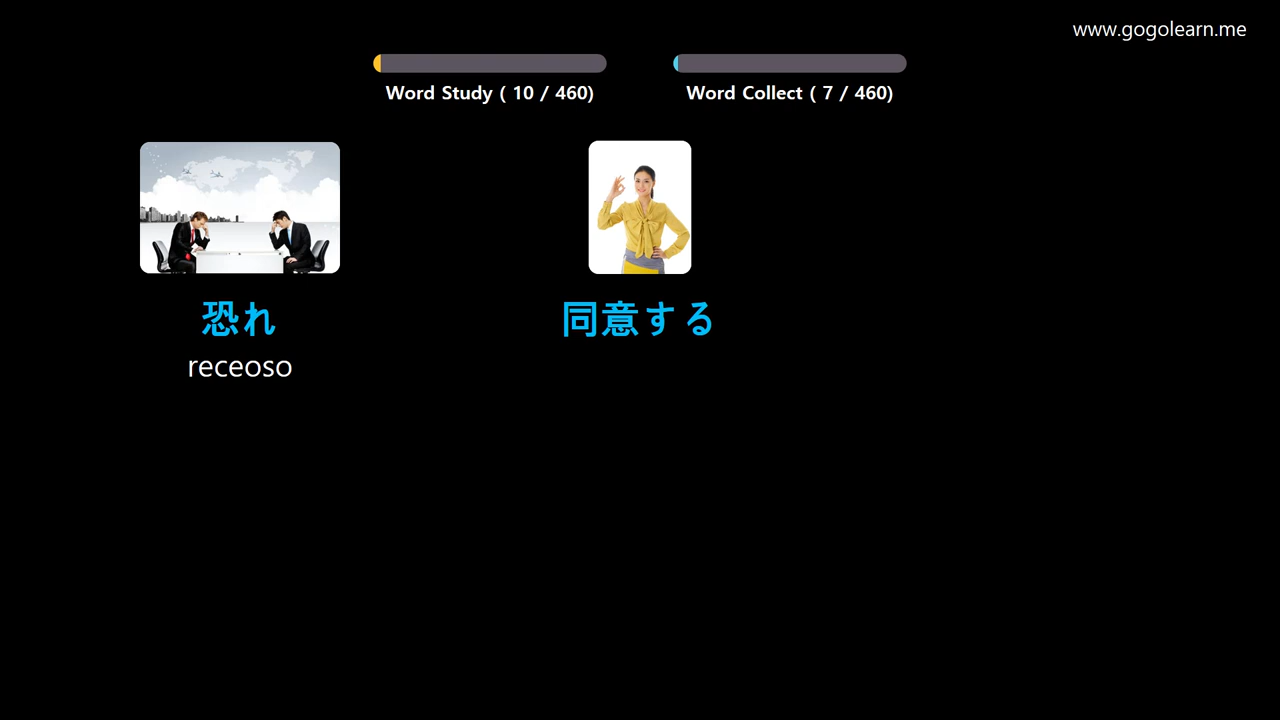 www.gogolearn.me
Word Study ( 10 / 460)
Word Collect ( 7 / 460)
恐れ
receoso
同意する